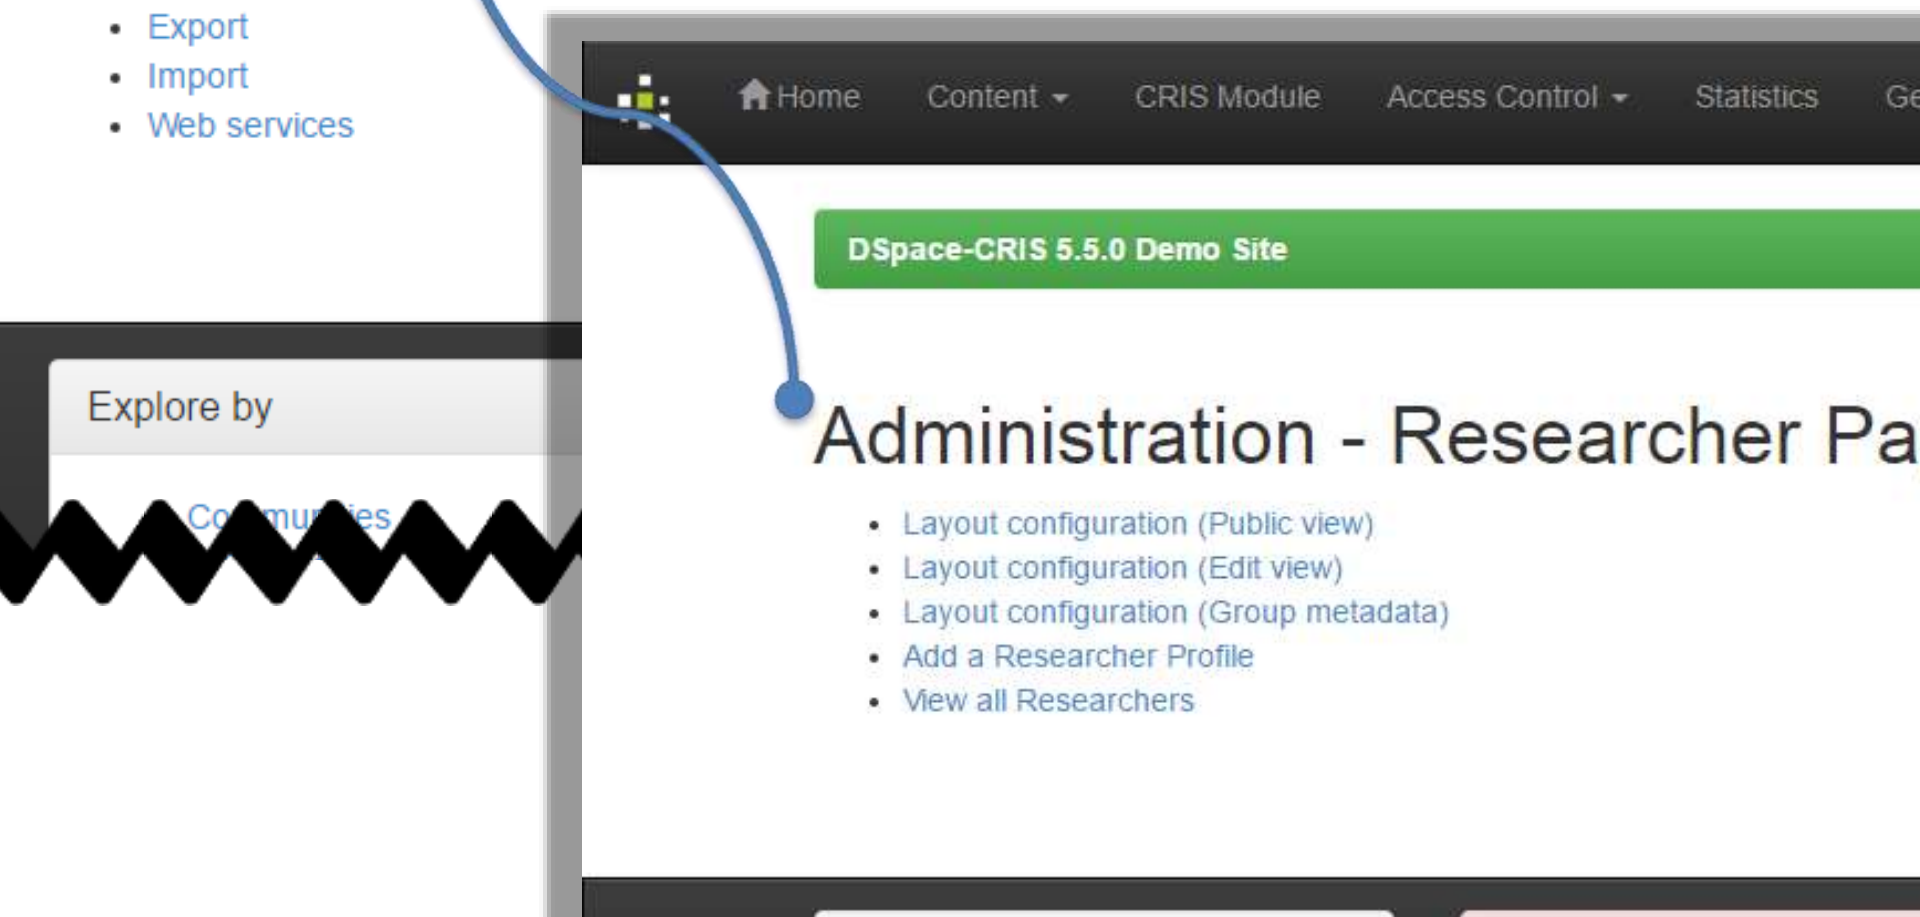 Export
Import
Web services
Explore by
Home Content CRIS Module Access Control Statistics Ge
DSpace-CRIS 5.5.0 Demo Site
Administration - Researcher Pa
Layout configuration (Public view)
Layout configuration (Edit view)
Layout configuration (Group metadata)
Add a Researcher Profile
View all Researchers